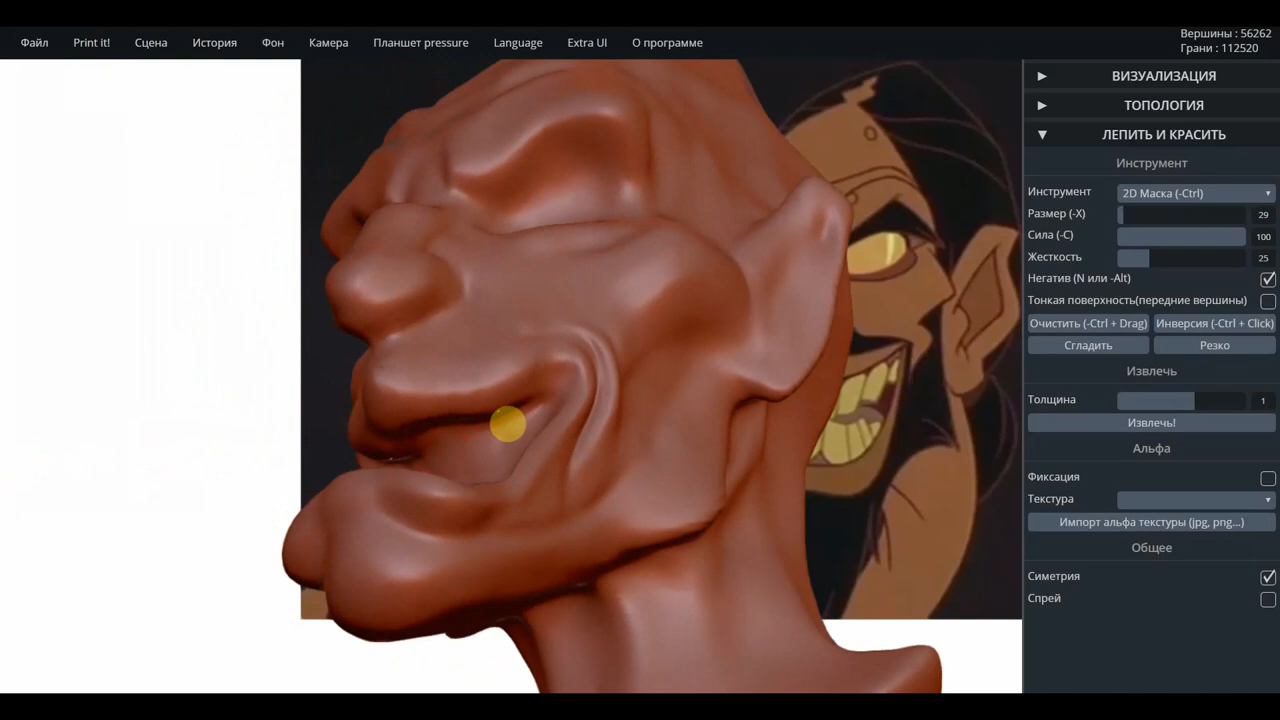 Файл Print it! Сцена История Фон Камера Планшет pressure Language Extra UI О программе
Вершины : 56262
Грани : 112520
ВИЗУАЛИЗАЦИЯ
ТОПОЛОГИЯ
ЛЕПИТЬ И КРАСИТЬ
Инструмент
Инструмент 2D Маска (-Ctrl)
Размер (-X) 29
Сила (-C) 100
Жесткость 25
Негатив (N или -Alt)
Тонкая поверхность(передние вершины)
Очистить (-Ctrl + Drag) Инверсия (-Ctrl + Click)
Сгладить Резко
Извлечь
Толщина 1
Извлечь!
Альфа
Фиксация
Текстура
Импорт альфа текстуры (jpg, png...)
Общее
Симетрия
Спрей